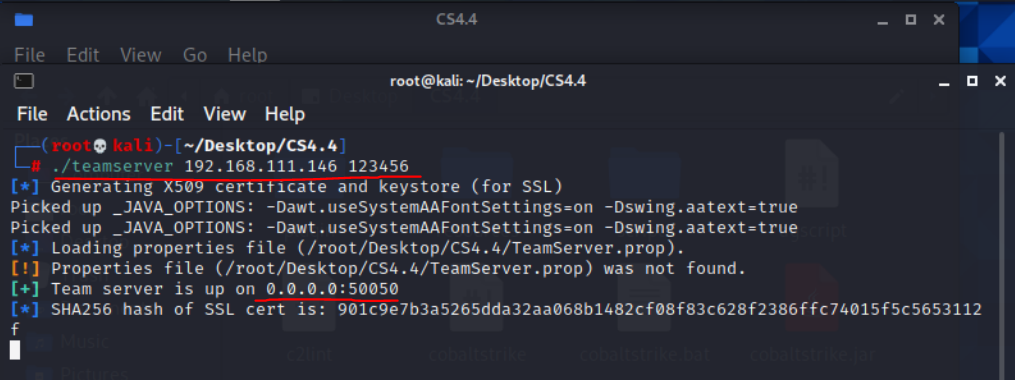 CS4.4
File Edit View Go Help
root@kali: ~/Desktop/CS4.4
File Actions Edit View Help
(root💀kali)-[~/Desktop/CS4.4]
# ./teamserver 192.168.111.146 123456
[*] Generating X509 certificate and keystore (for SSL)
Picked up _JAVA_OPTIONS: -Dawt.useSystemAAFontSettings=on -Dswing.aatext=true
Picked up _JAVA_OPTIONS: -Dawt.useSystemAAFontSettings=on -Dswing.aatext=true
[*] Loading properties file (/root/Desktop/CS4.4/TeamServer.prop).
[!] Properties file (/root/Desktop/CS4.4/TeamServer.prop) was not found.
[+] Team server is up on 0.0.0.0:50050
[*] SHA256 hash of SSL cert is: 901c9e7b3a5265dda32aa068b1482cf08f83c628f2386ffc74015f5c5653112
f
Music
c2lint cobaltstrike cobaltstrike.bat cobaltstrike.jar
Pictures